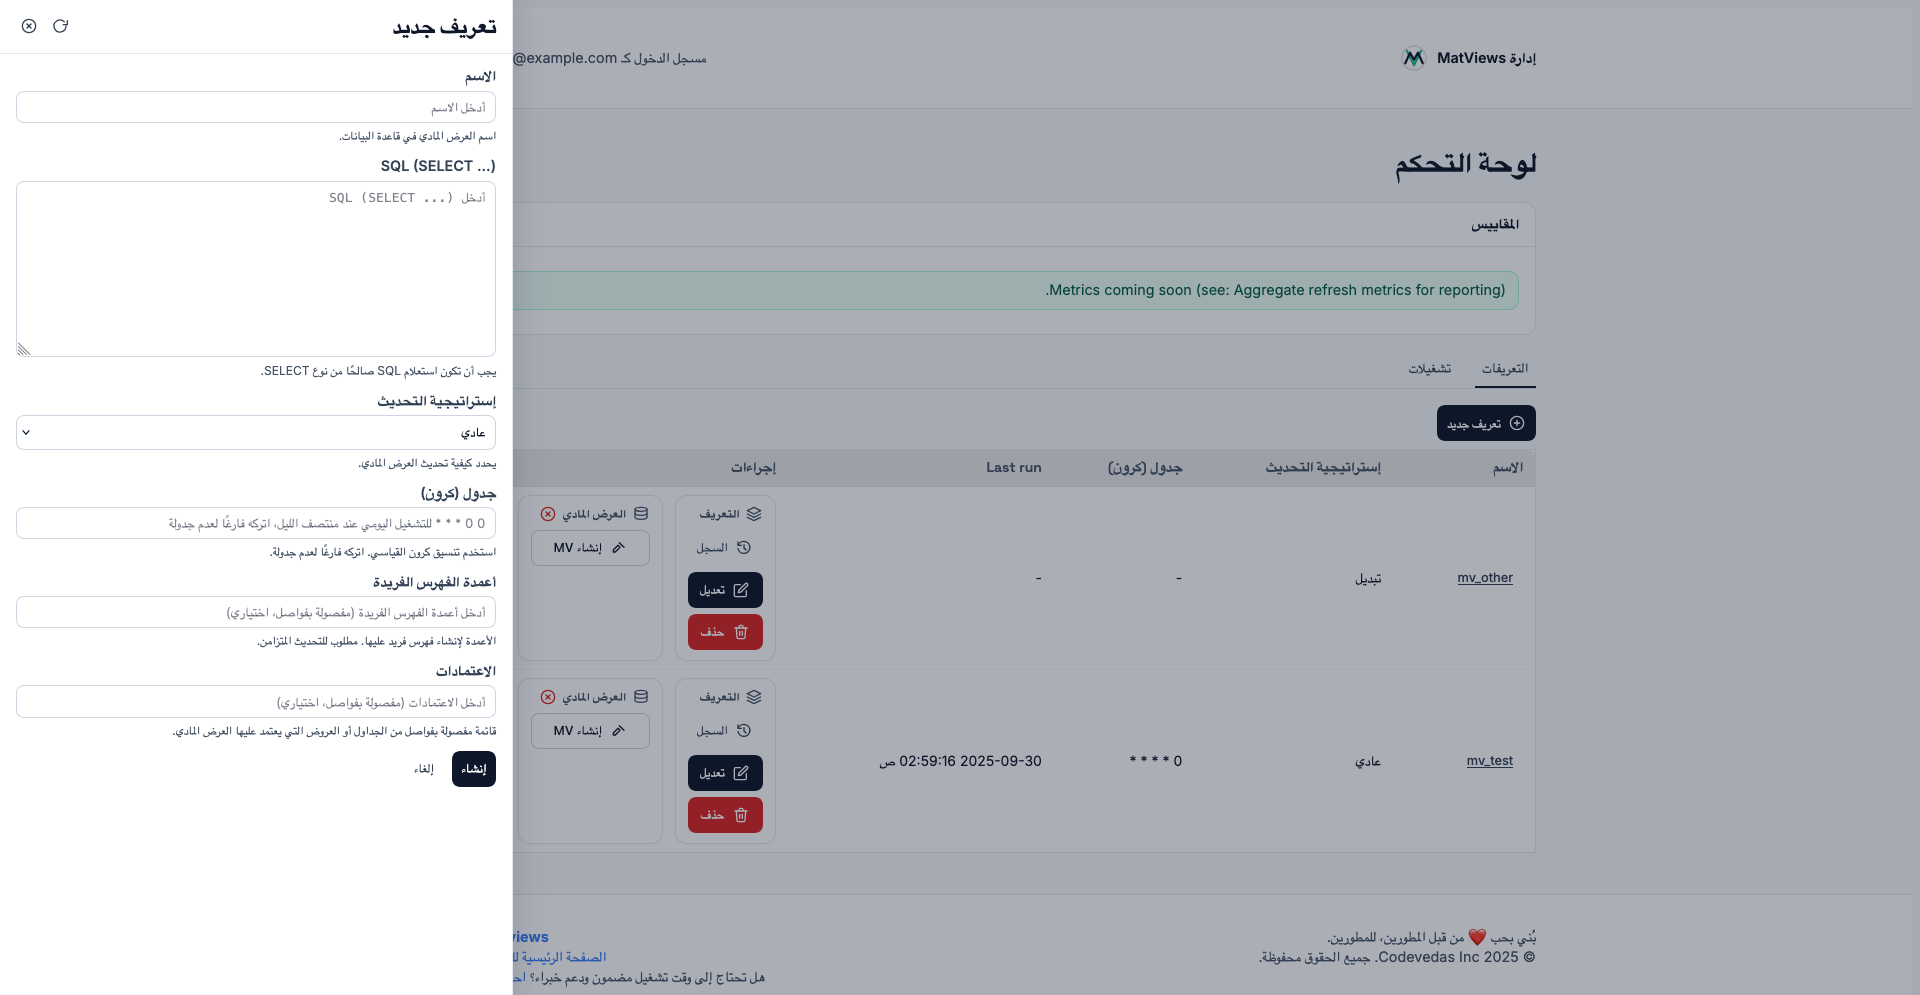 تعريف جديد
الاسم
أدخل الاسم
اسم العرض المادي في قاعدة البيانات.
SQL (SELECT ...)
أدخل SQL (SELECT ...)
يجب أن تكون استعلام SQL صالحًا من نوع SELECT.
إستراتيجية التحديث
عادي
يحدد كيفية تحديث العرض المادي.
جدول (كرون)
0 0 * * * للتشغيل اليومي عند منتصف الليل، اتركه فارغًا لعدم جدولة
استخدم تنسيق كرون القياسي. اتركه فارغًا لعدم جدولة.
أعمدة الفهرس الفريدة
أدخل أعمدة الفهرس الفريدة (مفصولة بفواصل، اختياري)
الأعمدة لإنشاء فهرس فريد عليها. مطلوب للتحديث المتزامن.
الاعتمادات
أدخل الاعتمادات (مفصولة بفواصل، اختياري)
قائمة مفصولة بفواصل من الجداول أو العروض التي يعتمد عليها العرض المادي.
إنشاء
إلغاء
إدارة MatViews
مسجل الدخول كـ @example.com
لوحة التحكم
المقاييس
Metrics coming soon (see: Aggregate refresh metrics for reporting).
التعريفات
تشغيلات
تعريف جديد
الاسم إستراتيجية التحديث جدول (كرون) Last run إجراءات
mv_other تبديل - -
التعريف
السجل
تعديل
حذف
العرض المادي
إنشاء MV
mv_test عادي 0 * * * * 2025-09-30 02:59:16 ص
التعريف
السجل
تعديل
حذف
العرض المادي
إنشاء MV
بُني بحب ❤️ من قبل المطورين، للمطورين.
© 2025 Codevedas Inc. جميع الحقوق محفوظة.
views
الصفحة الرئيسية
هل تحتاج إلى وقت تشغيل مضمون ودعم خبراء؟